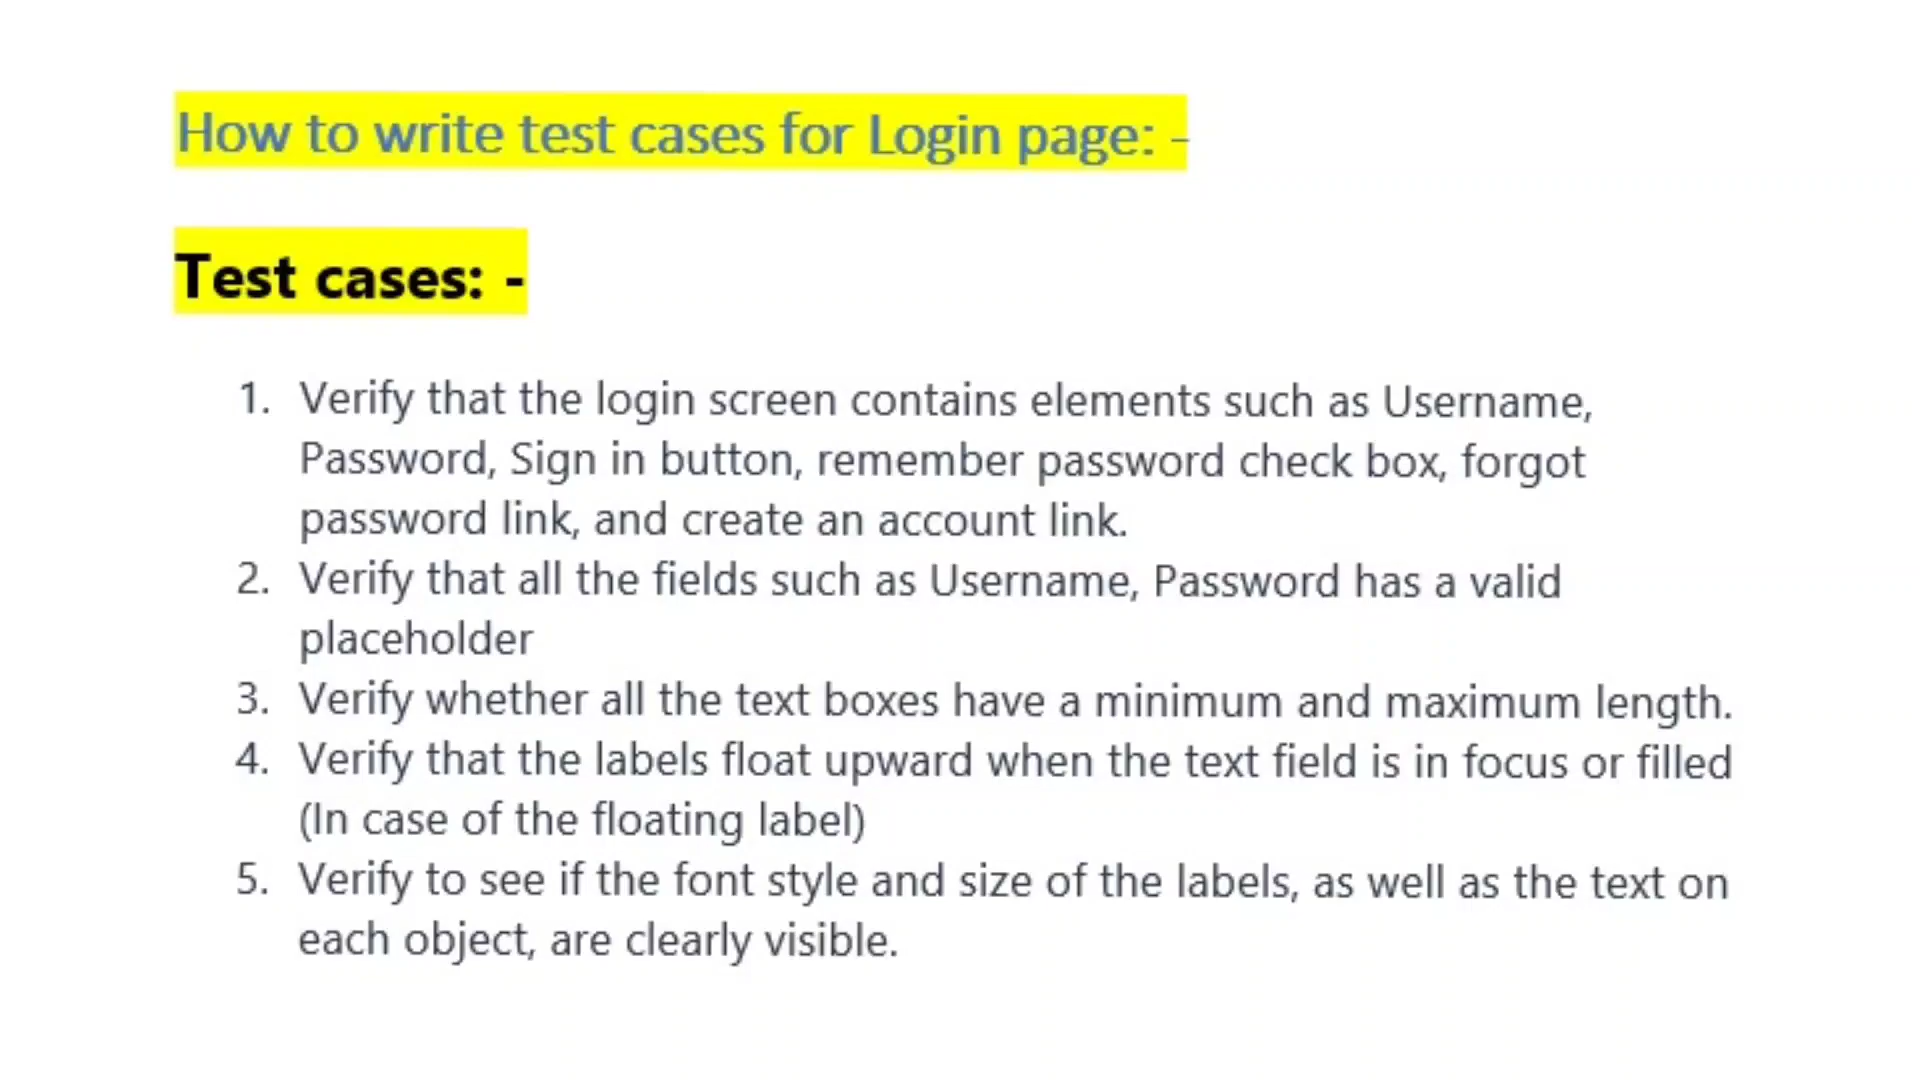 How to write test cases for Login page: -
Test cases: -
1. Verify that the login screen contains elements such as Username,
Password, Sign in button, remember password check box, forgot
password link, and create an account link.
2. Verify that all the fields such as Username, Password has a valid
placeholder
3. Verify whether all the text boxes have a minimum and maximum length.
4. Verify that the labels float upward when the text field is in focus or filled
(In case of the floating label)
5. Verify to see if the font style and size of the labels, as well as the text on
each object, are clearly visible.